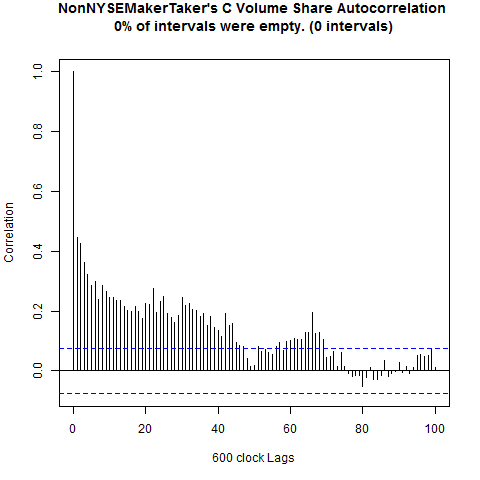 NonNYSEMakerTaker's C Volume Share Autocorrelation
0% of intervals were empty. (0 intervals)
1.0
0.8
0.6
0.4
0.2
0.0
Correlation
0 20 40 60 80 100
600 clock Lags